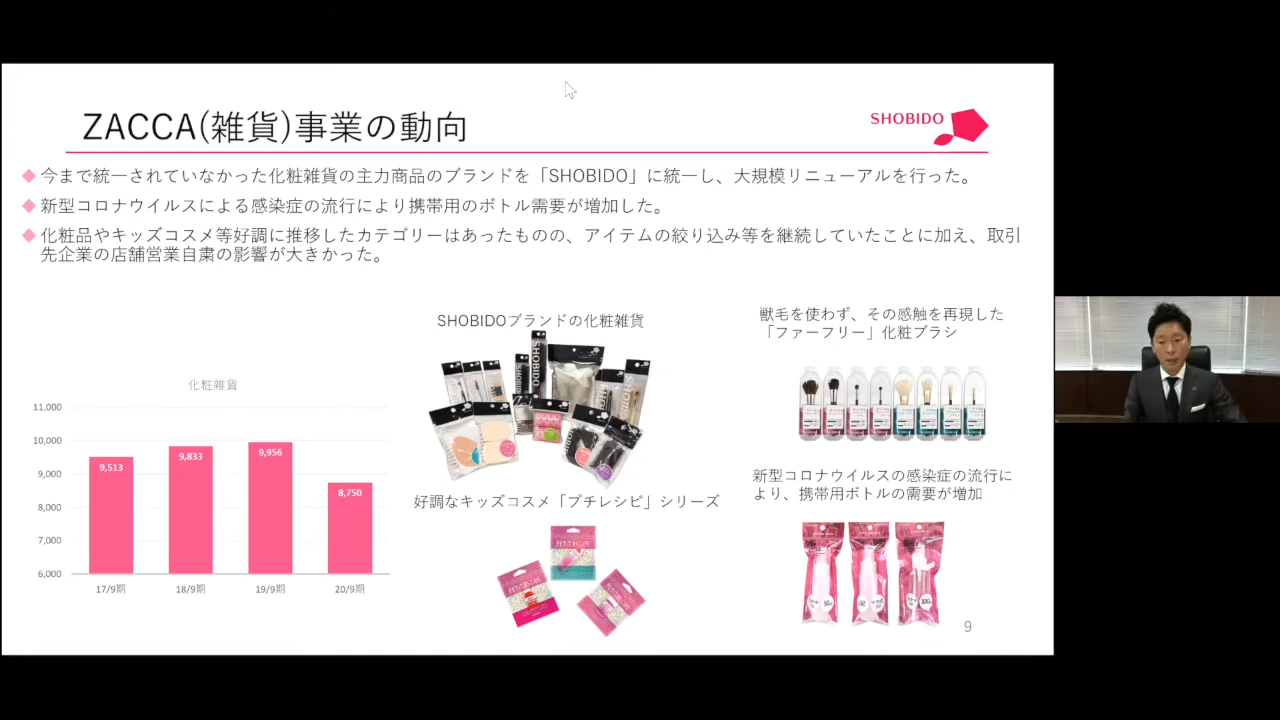 ZACCA(雑貨)事業の動向
SHOBIDO
◆ 今まで統一されていなかった化粧雑貨の主力商品のブランドを「SHOBIDO」に統一し、大規模リニューアルを行った。
◆ 新型コロナウイルスによる感染症の流行により携帯用のボトル需要が増加した。
◆ 化粧品やキッズコスメ等好調に推移したカテゴリーはあったものの、アイテムの絞り込み等を継続していたことに加え、取引
先企業の店舗営業自粛の影響が大きかった。
化粧雑貨
11,000
10,000
9,000
8,000
7,000
6,000
9,513
9,833
9,956
8,750
17/9期
18/9期
19/9期
20/9期
SHOBIDOブランドの化粧雑貨
SHOBIDO
好調なキッズコスメ「プチレシピ」シリーズ
PETIT RECIPE
獣毛を使わず、その感触を再現した
「ファーフリー」化粧ブラシ
新型コロナウイルスの感染症の流行に
より、携帯用ボトルの需要が増加
9